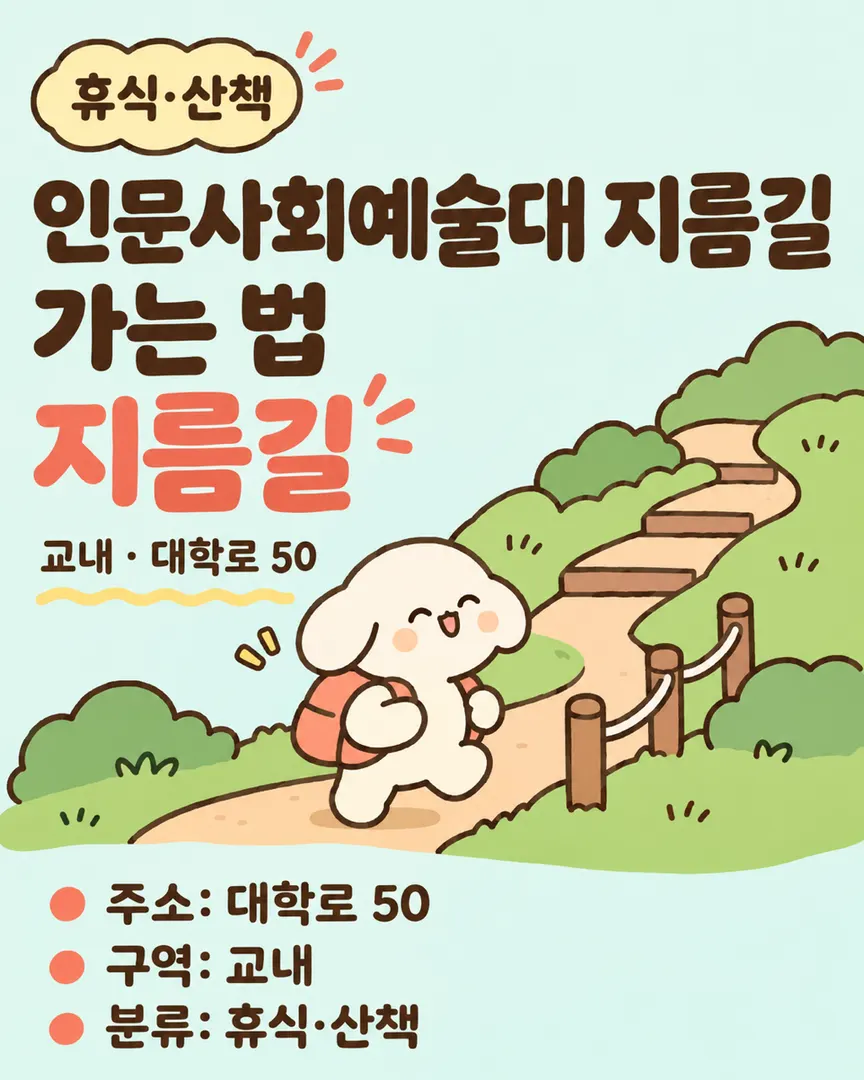 휴식·산책
인문사회예술대 지름길
가는 법
지름길
교내 · 대학로 50
주소: 대학로 50
구역: 교내
분류: 휴식·산책